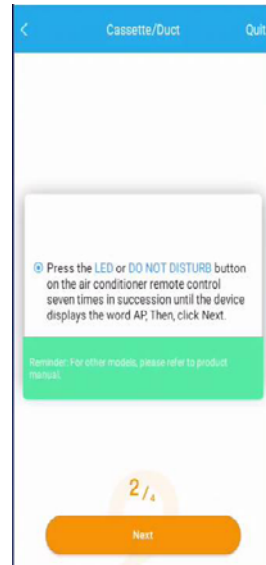 Cassette/Duct Quit
Press the LED or DO NOT DISTURB button
on the air conditioner remote control
seven times in succession until the device
displays the word AP, Then, click Next.
Reminder: For other models, please refer to product
manual.
2/4
Next